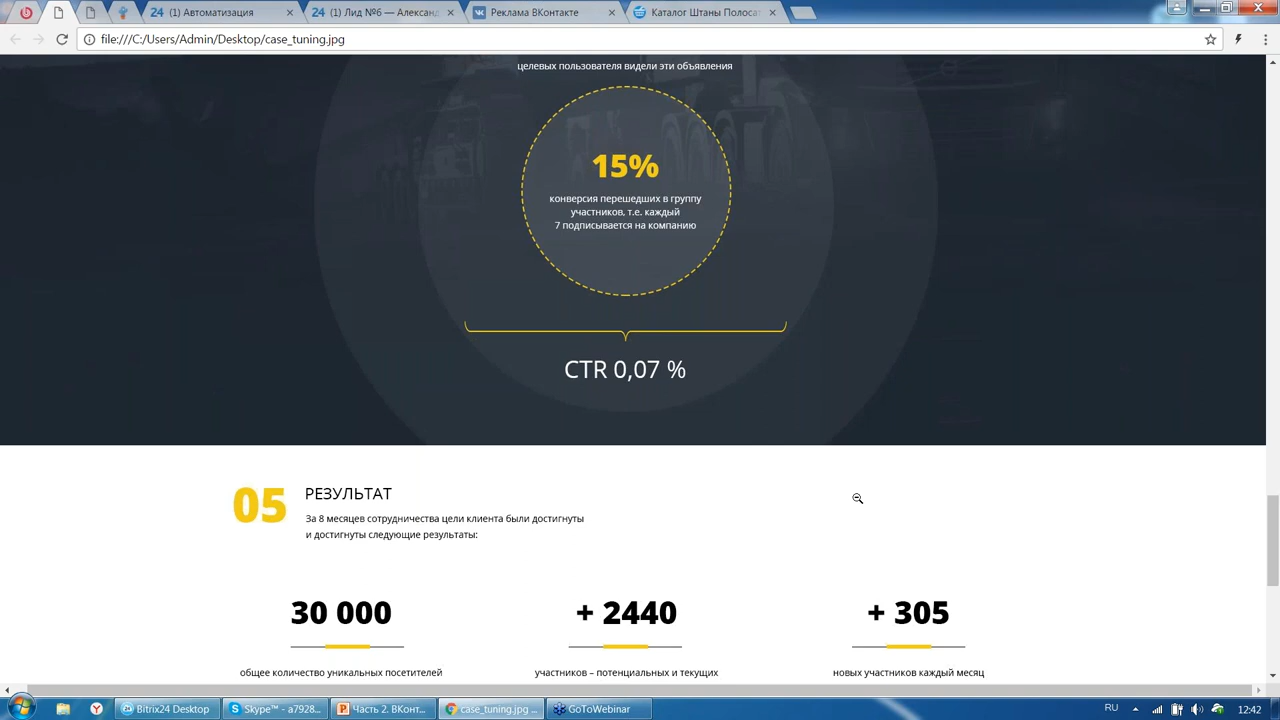 (1) Автоматизация
(1) Лид №6 — Александ
Реклама ВКонтакте
Каталог Штаны Полосат
file:///C:/Users/Admin/Desktop/case_tuning.jpg
целевых пользователя видели эти объявления
15%
конверсия перешедших в группу
участников, т.е. каждый
7 подписывается на компанию
CTR 0,07 %
05
РЕЗУЛЬТАТ
За 8 месяцев сотрудничества цели клиента были достигнуты
и достигнуты следующие результаты:
30 000
+ 2440
+ 305
общее количество уникальных посетителей
участников – потенциальных и текущих
новых участников каждый месяц
Bitrix24 Desktop
Skype™ - a7928...
Часть 2. ВКонт...
case_tuning.jpg ...
GoToWebinar
RU
12:42